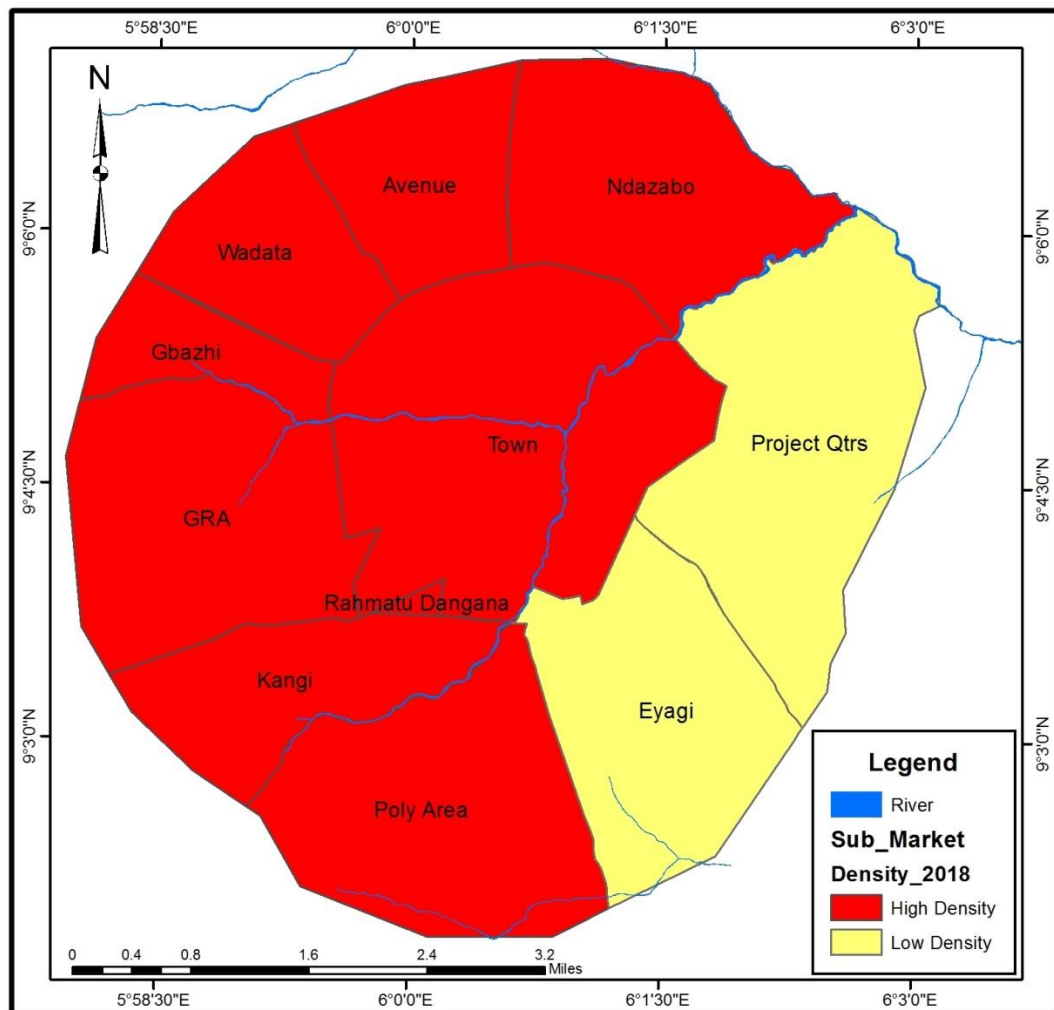 5°58'30"E 6°0'0"E 6°1'30"E 6°3'0"E
N
Avenue
Ndazabo
9°6'0"N
9°6'0"N
Wadata
Gbazhi
Town
Project Qtrs
9°4'30"N
9°4'30"N
GRA
Rahmatu Dangana
Kangi
Eyagi
9°3'0"N
9°3'0"N
Poly Area
Legend
River
Sub_Market
Density_2018
High Density
Low Density
0 0.4 0.8 1.6 2.4 3.2
Miles
5°58'30"E 6°0'0"E 6°1'30"E 6°3'0"E